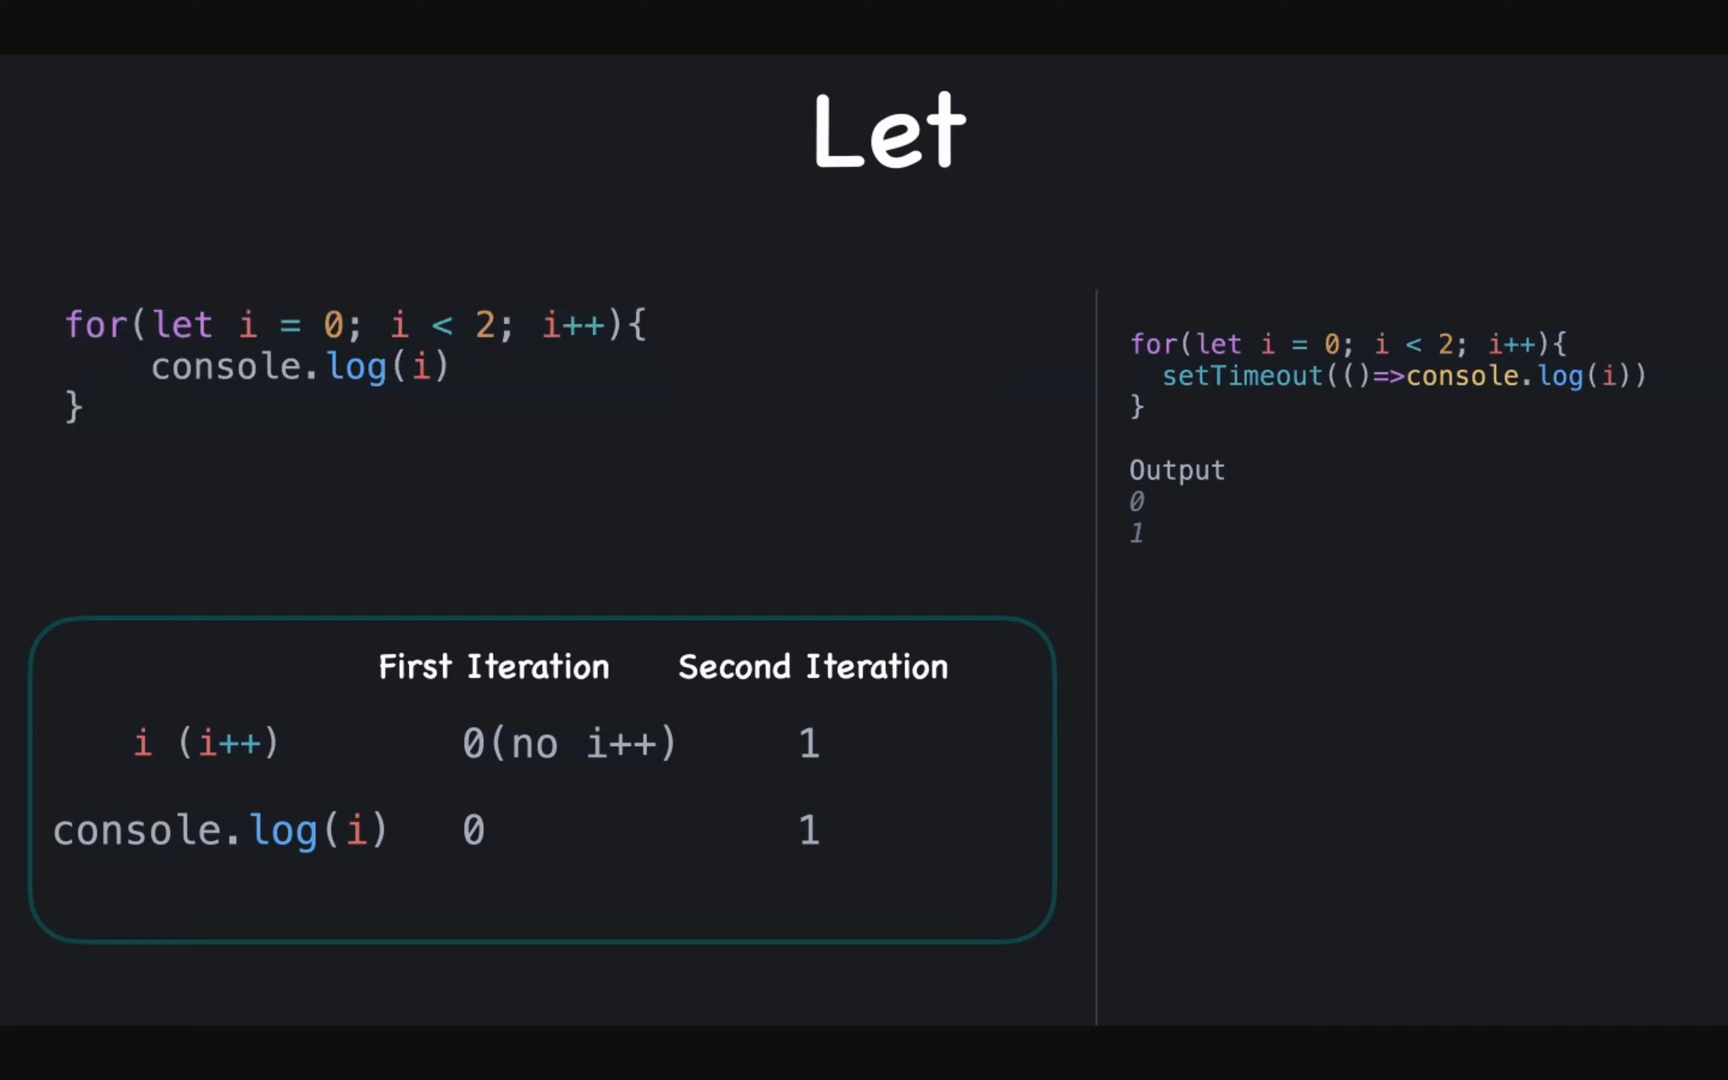 Let
for(let i = 0; i < 2; i++){
    console.log(i)
}
First Iteration Second Iteration
i (i++) 0(no i++) 1
console.log(i) 0 1
for(let i = 0; i < 2; i++){
  setTimeout(()=>console.log(i))
}
Output
0
1